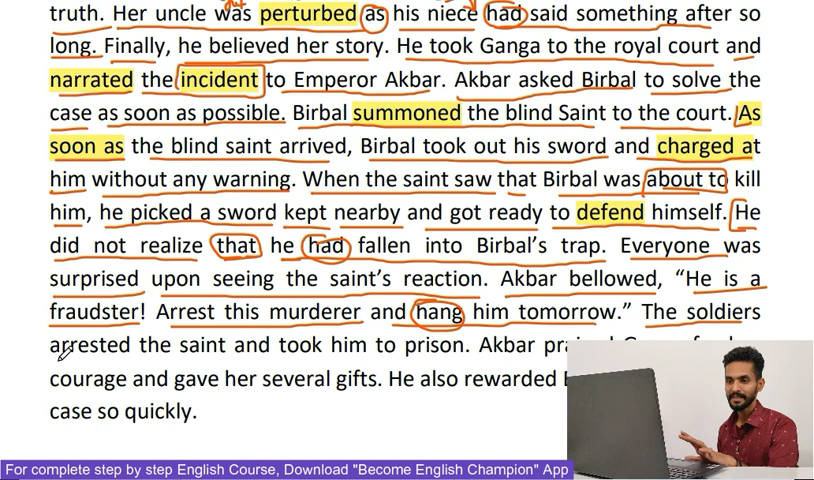 truth. Her uncle was perturbed as his niece had said something after so
long. Finally, he believed her story. He took Ganga to the royal court and
narrated the incident to Emperor Akbar. Akbar asked Birbal to solve the
case as soon as possible. Birbal summoned the blind Saint to the court. As
soon as the blind saint arrived, Birbal took out his sword and charged at
him without any warning. When the saint saw that Birbal was about to kill
him, he picked a sword kept nearby and got ready to defend himself. He
did not realize that he had fallen into Birbal’s trap. Everyone was
surprised upon seeing the saint’s reaction. Akbar bellowed, “He is a
fraudster! Arrest this murderer and hang him tomorrow.” The soldiers
arrested the saint and took him to prison. Akbar
courage and gave her several gifts. He also rewarded
case so quickly.
For complete step by step English Course, Download "Become English Champion" App